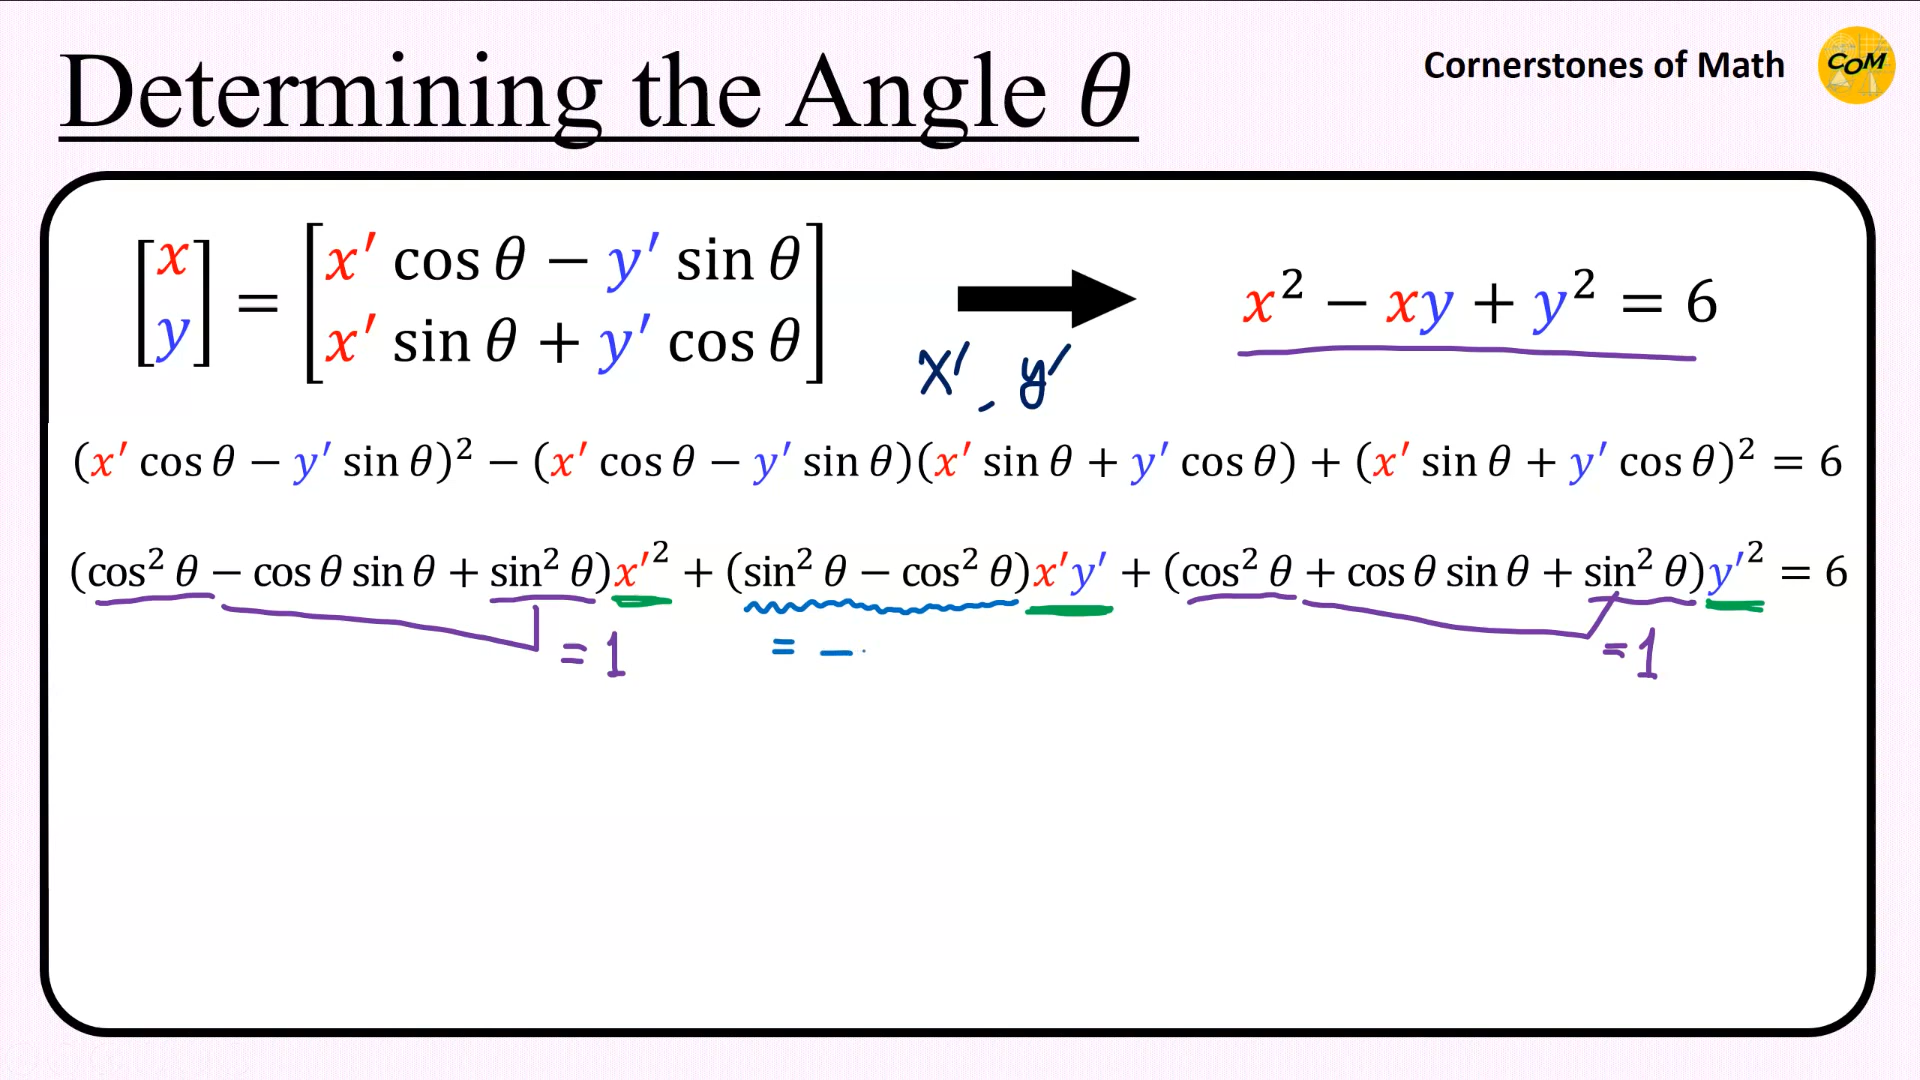 Determining the Angle θ
Cornerstones of Math
COM
[x y] = [x′ cos θ − y′ sin θ
x′ sin θ + y′ cos θ]
x² − xy + y² = 6
x′, y′
(x′ cos θ − y′ sin θ)² − (x′ cos θ − y′ sin θ)(x′ sin θ + y′ cos θ) + (x′ sin θ + y′ cos θ)² = 6
(cos² θ − cos θ sin θ + sin² θ)x′² + (sin² θ − cos² θ)x′y′ + (cos² θ + cos θ sin θ + sin² θ)y′² = 6
= 1
= −
= 1